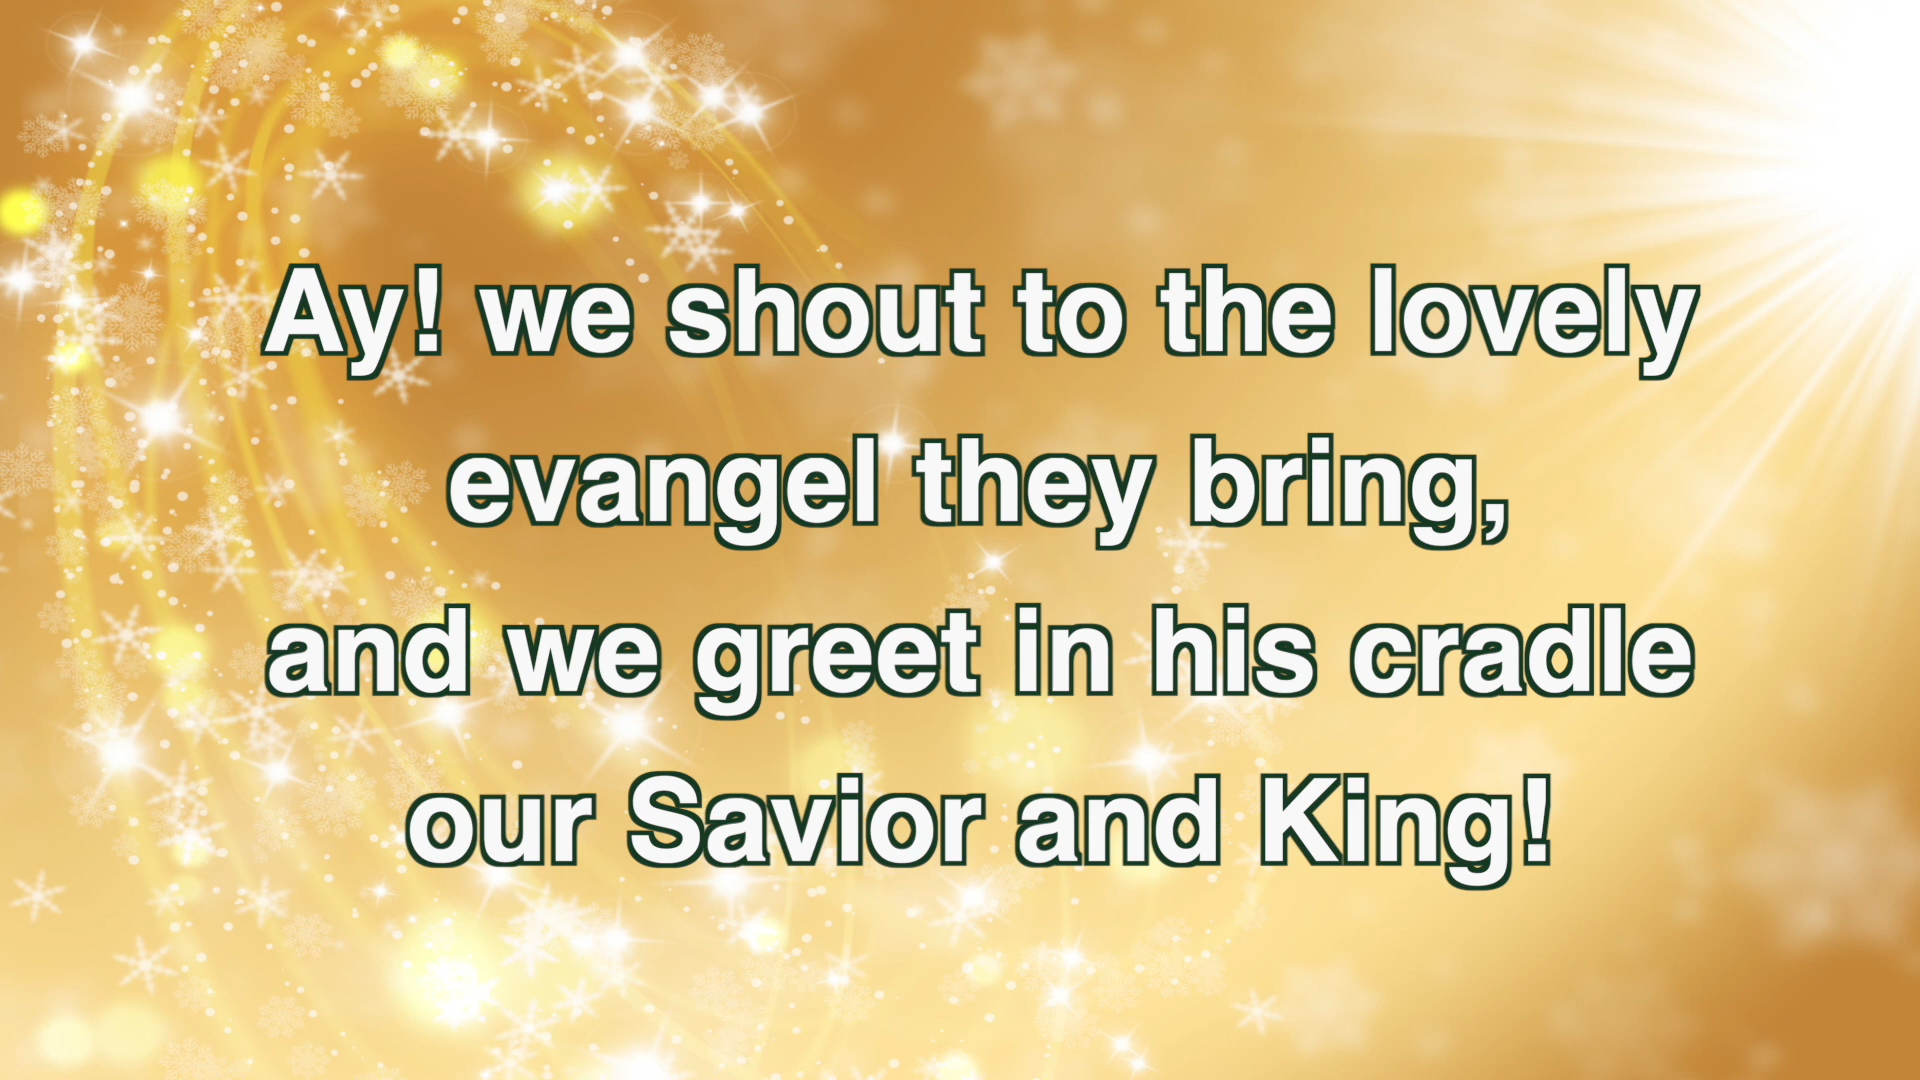 Ay! we shout to the lovely
evangel they bring,
and we greet in his cradle
our Savior and King!